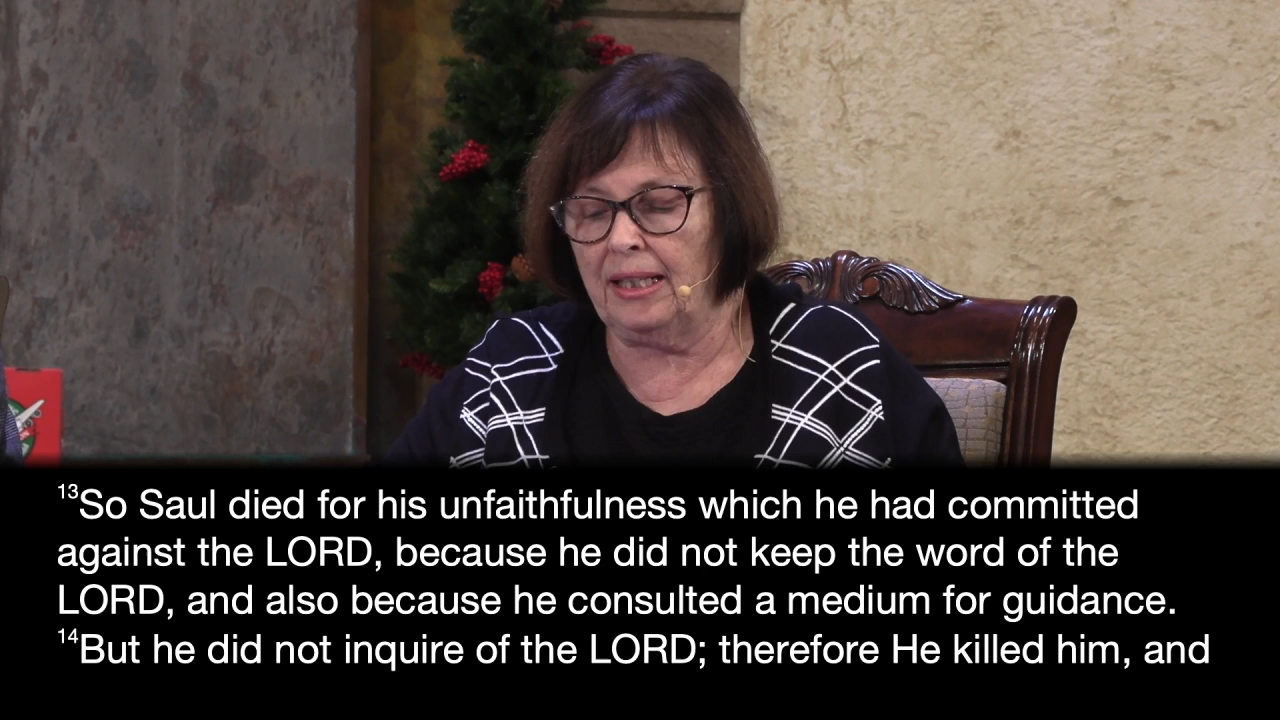 ¹³So Saul died for his unfaithfulness which he had committed
against the LORD, because he did not keep the word of the
LORD, and also because he consulted a medium for guidance.
¹⁴But he did not inquire of the LORD; therefore He killed him, and